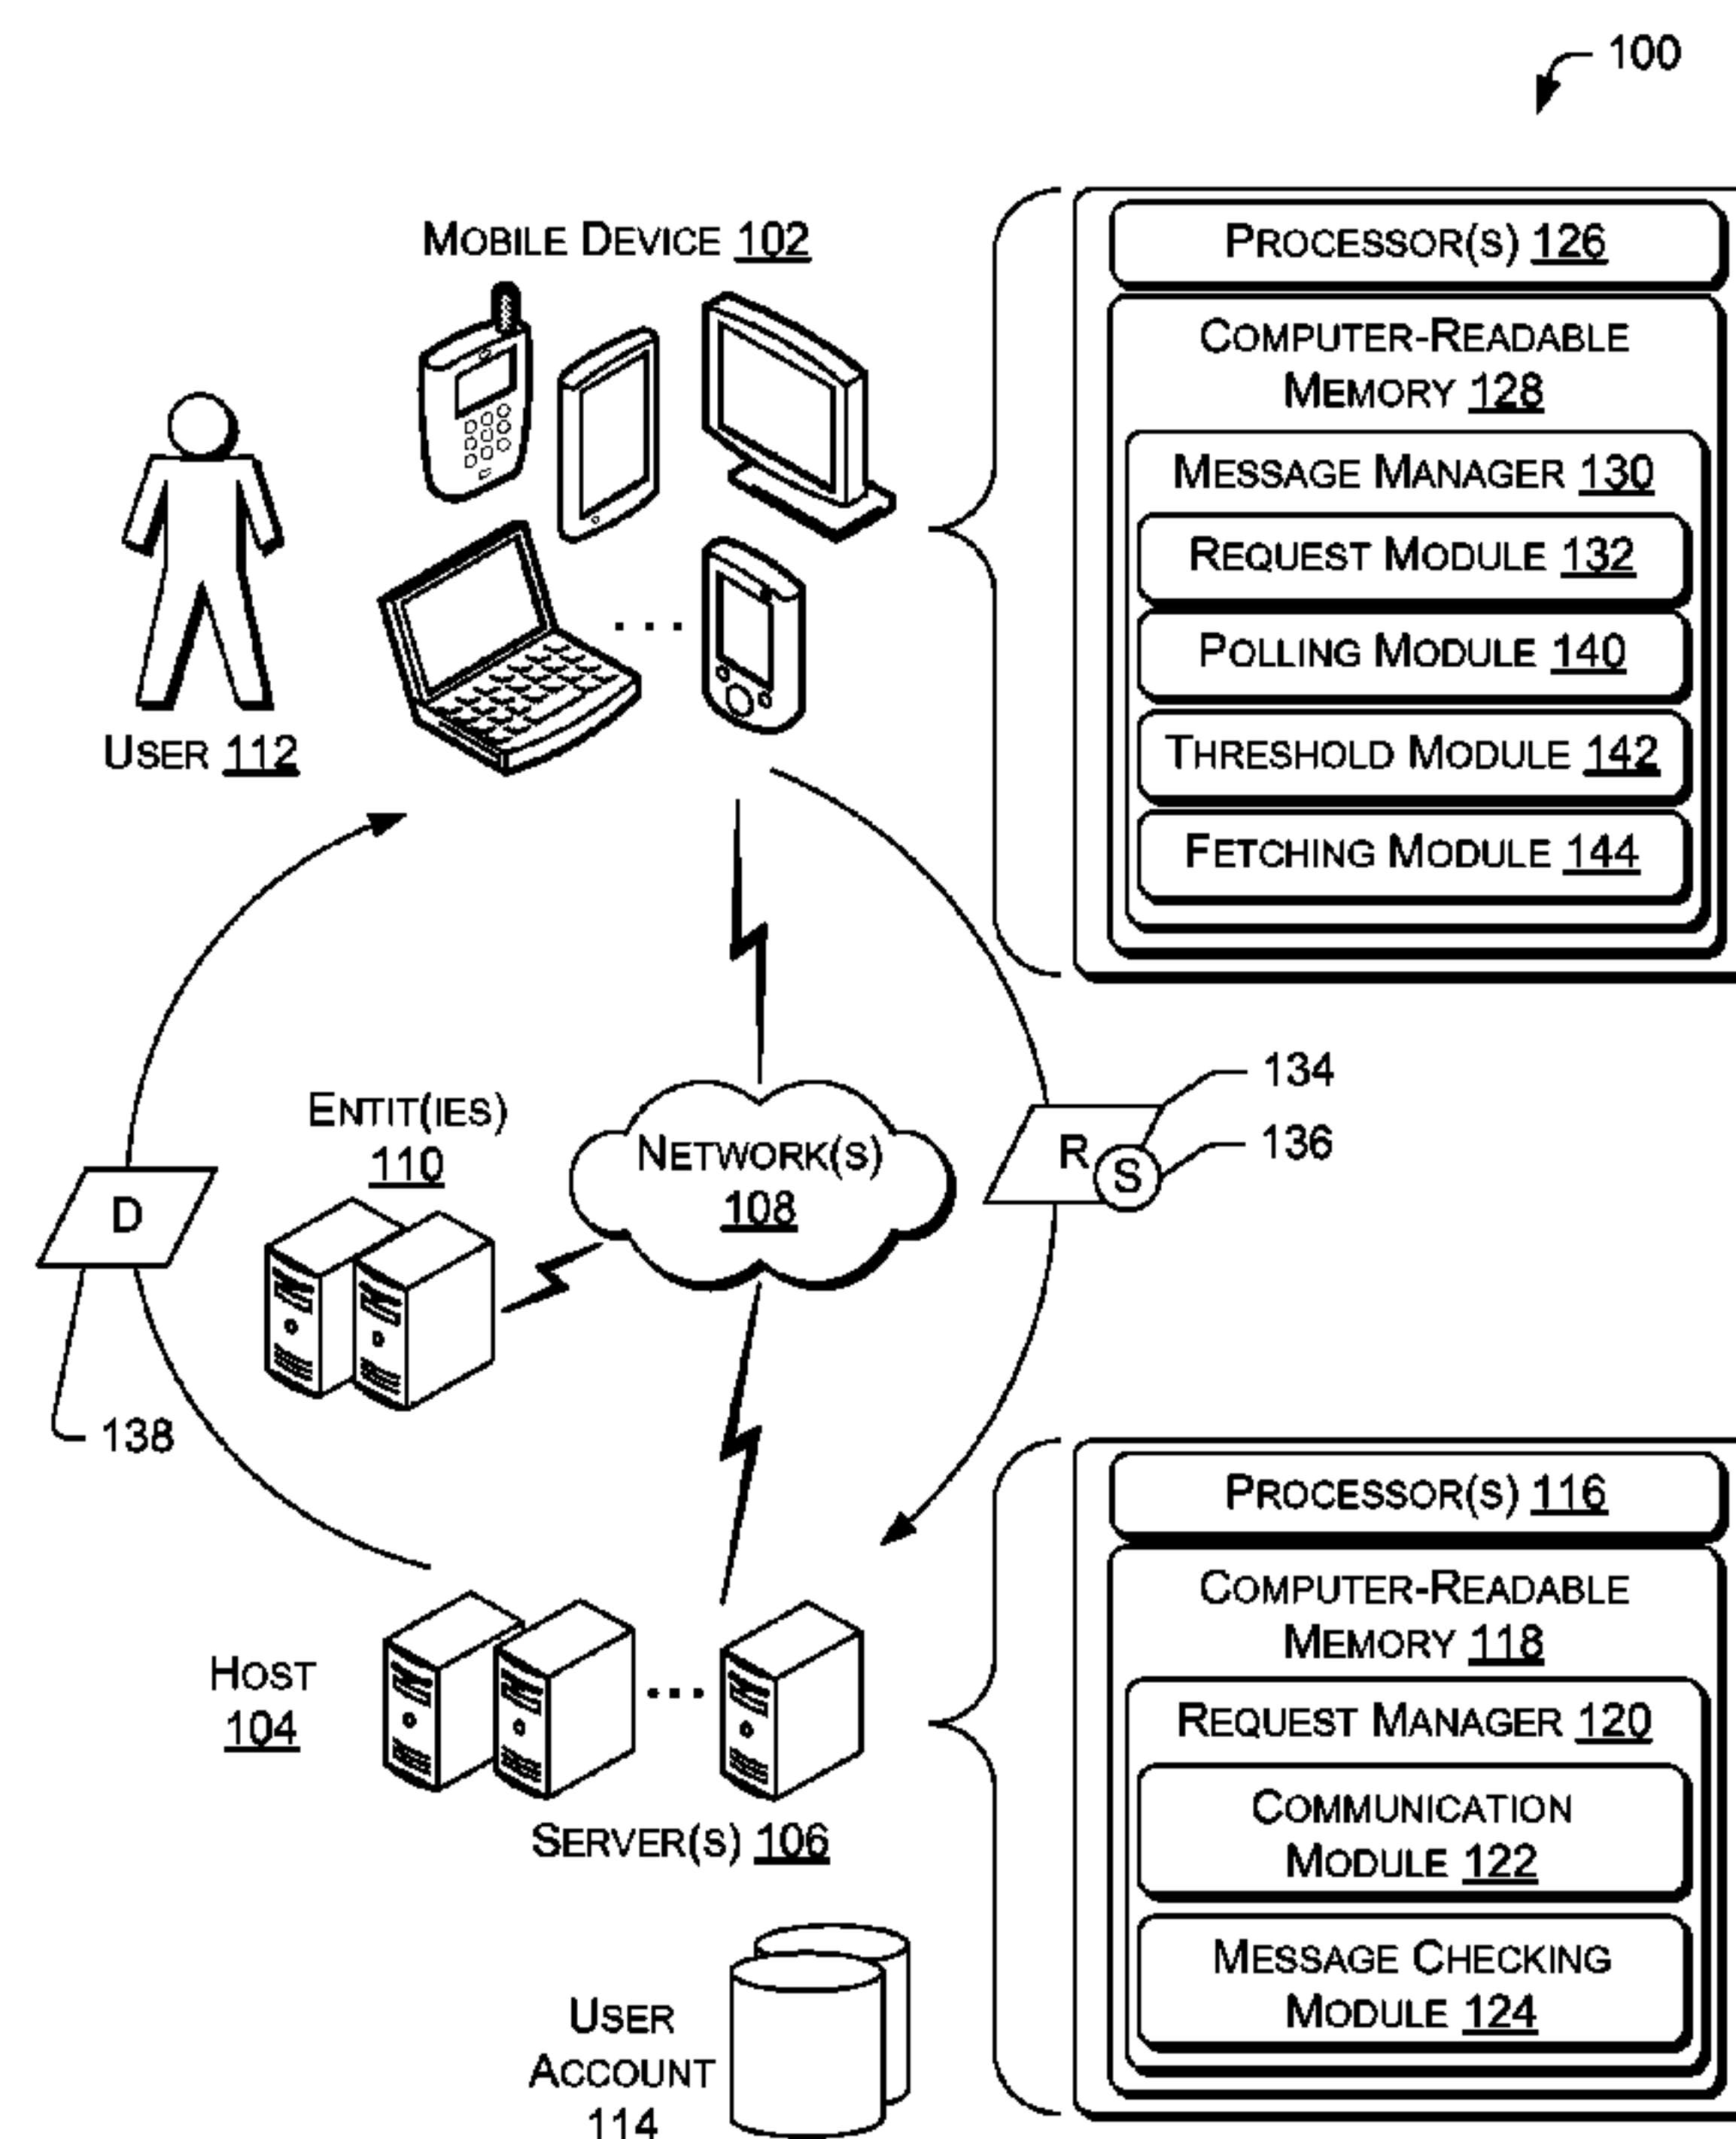 100
MOBILE DEVICE 102
USER 112
PROCESSOR(S) 126
COMPUTER-READABLE
MEMORY 128
MESSAGE MANAGER 130
REQUEST MODULE 132
POLLING MODULE 140
THRESHOLD MODULE 142
FETCHING MODULE 144
ENTIT(IES)
110
NETWORK(S)
108
134
R
S
136
D
138
HOST
104
SERVER(S) 106
USER
ACCOUNT
114
PROCESSOR(S) 116
COMPUTER-READABLE
MEMORY 118
REQUEST MANAGER 120
COMMUNICATION
MODULE 122
MESSAGE CHECKING
MODULE 124